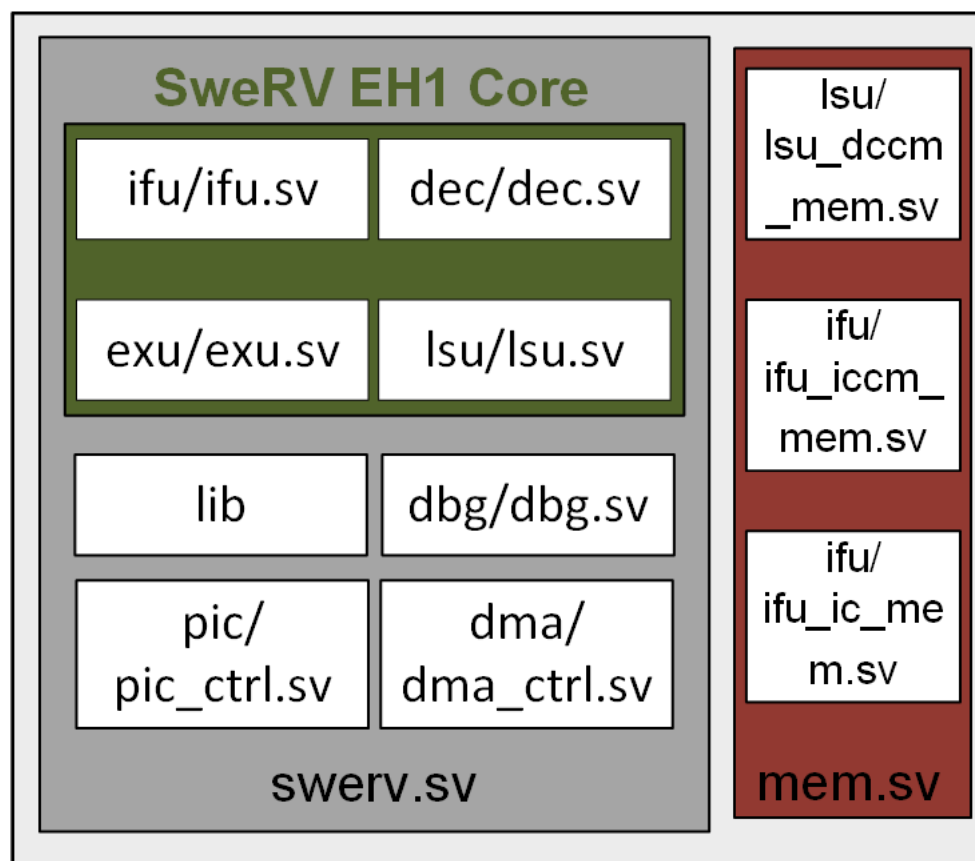 SweRV EH1 Core
ifu/ifu.sv
dec/dec.sv
exu/exu.sv
lsu/lsu.sv
lib
dbg/dbg.sv
pic/
pic_ctrl.sv
dma/
dma_ctrl.sv
swerv.sv
lsu/
lsu_dccm
_mem.sv
ifu/
ifu_iccm_
mem.sv
ifu/
ifu_ic_me
m.sv
mem.sv